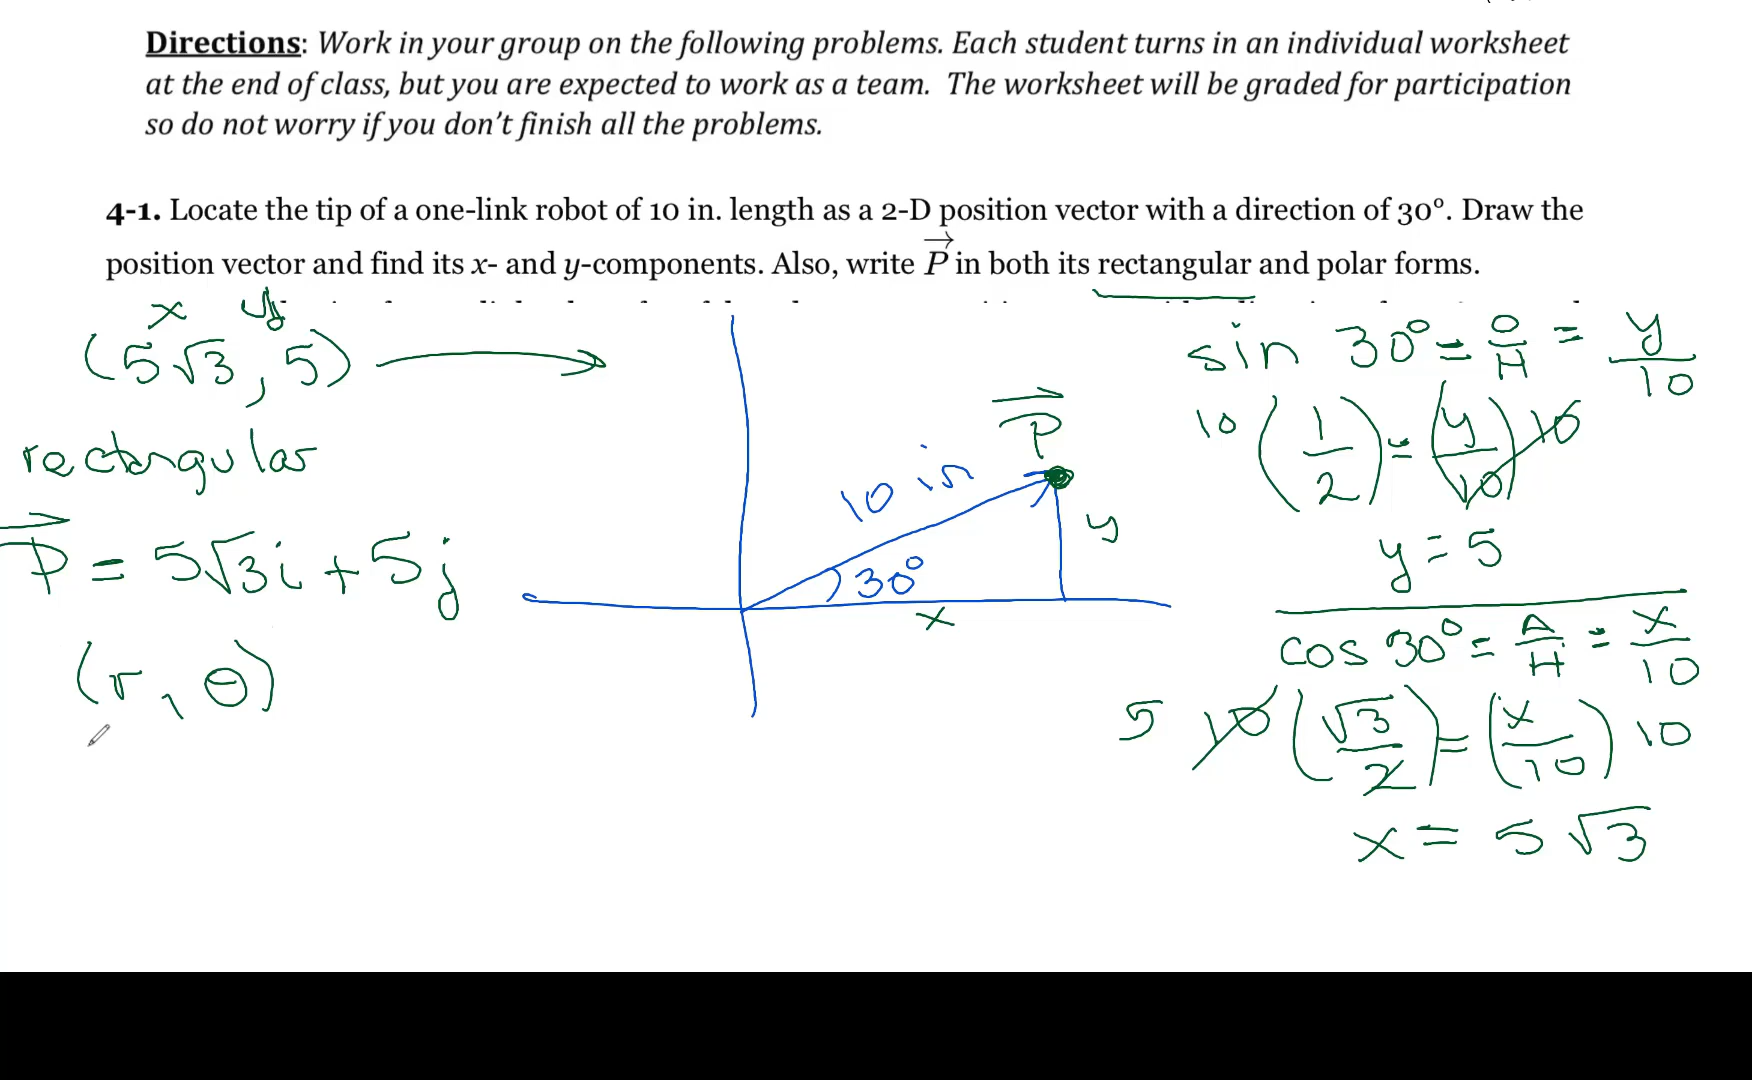 Directions: Work in your group on the following problems. Each student turns in an individual worksheet
at the end of class, but you are expected to work as a team. The worksheet will be graded for participation
so do not worry if you don't finish all the problems.
4-1. Locate the tip of a one-link robot of 10 in. length as a 2-D position vector with a direction of 30°. Draw the
position vector and find its x- and y-components. Also, write P⃗ in both its rectangular and polar forms.
x y
(5√3, 5) →
rectangular
P⃗ = 5√3i + 5j
(r, θ)
P⃗
10 in
30°
y
x
sin 30° = O/H = y/10
10 (1/2) = (y/10) 10
y = 5
cos 30° = A/H = x/10
5 10 (√3/2) = (x/10) 10
x = 5√3